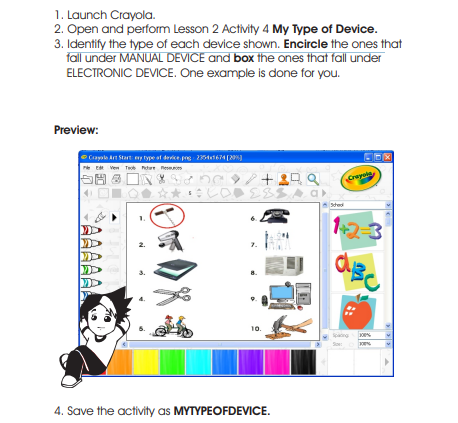 1. Launch Crayola.
2. Open and perform Lesson 2 Activity 4 My Type of Device.
3. Identify the type of each device shown. Encircle the ones that
fall under MANUAL DEVICE and box the ones that fall under
ELECTRONIC DEVICE. One example is done for you.
Preview:
Crayola Art Start: my type of device.png - 2354x1674 [20%]
File Edit View Tools Picture Resources
Crayola
School
1.
6.
1+2=3
2.
7.
3.
8.
aBC
4.
9.
5.
10.
Spacing 100%
Size 100%
4. Save the activity as MYTYPEOFDEVICE.